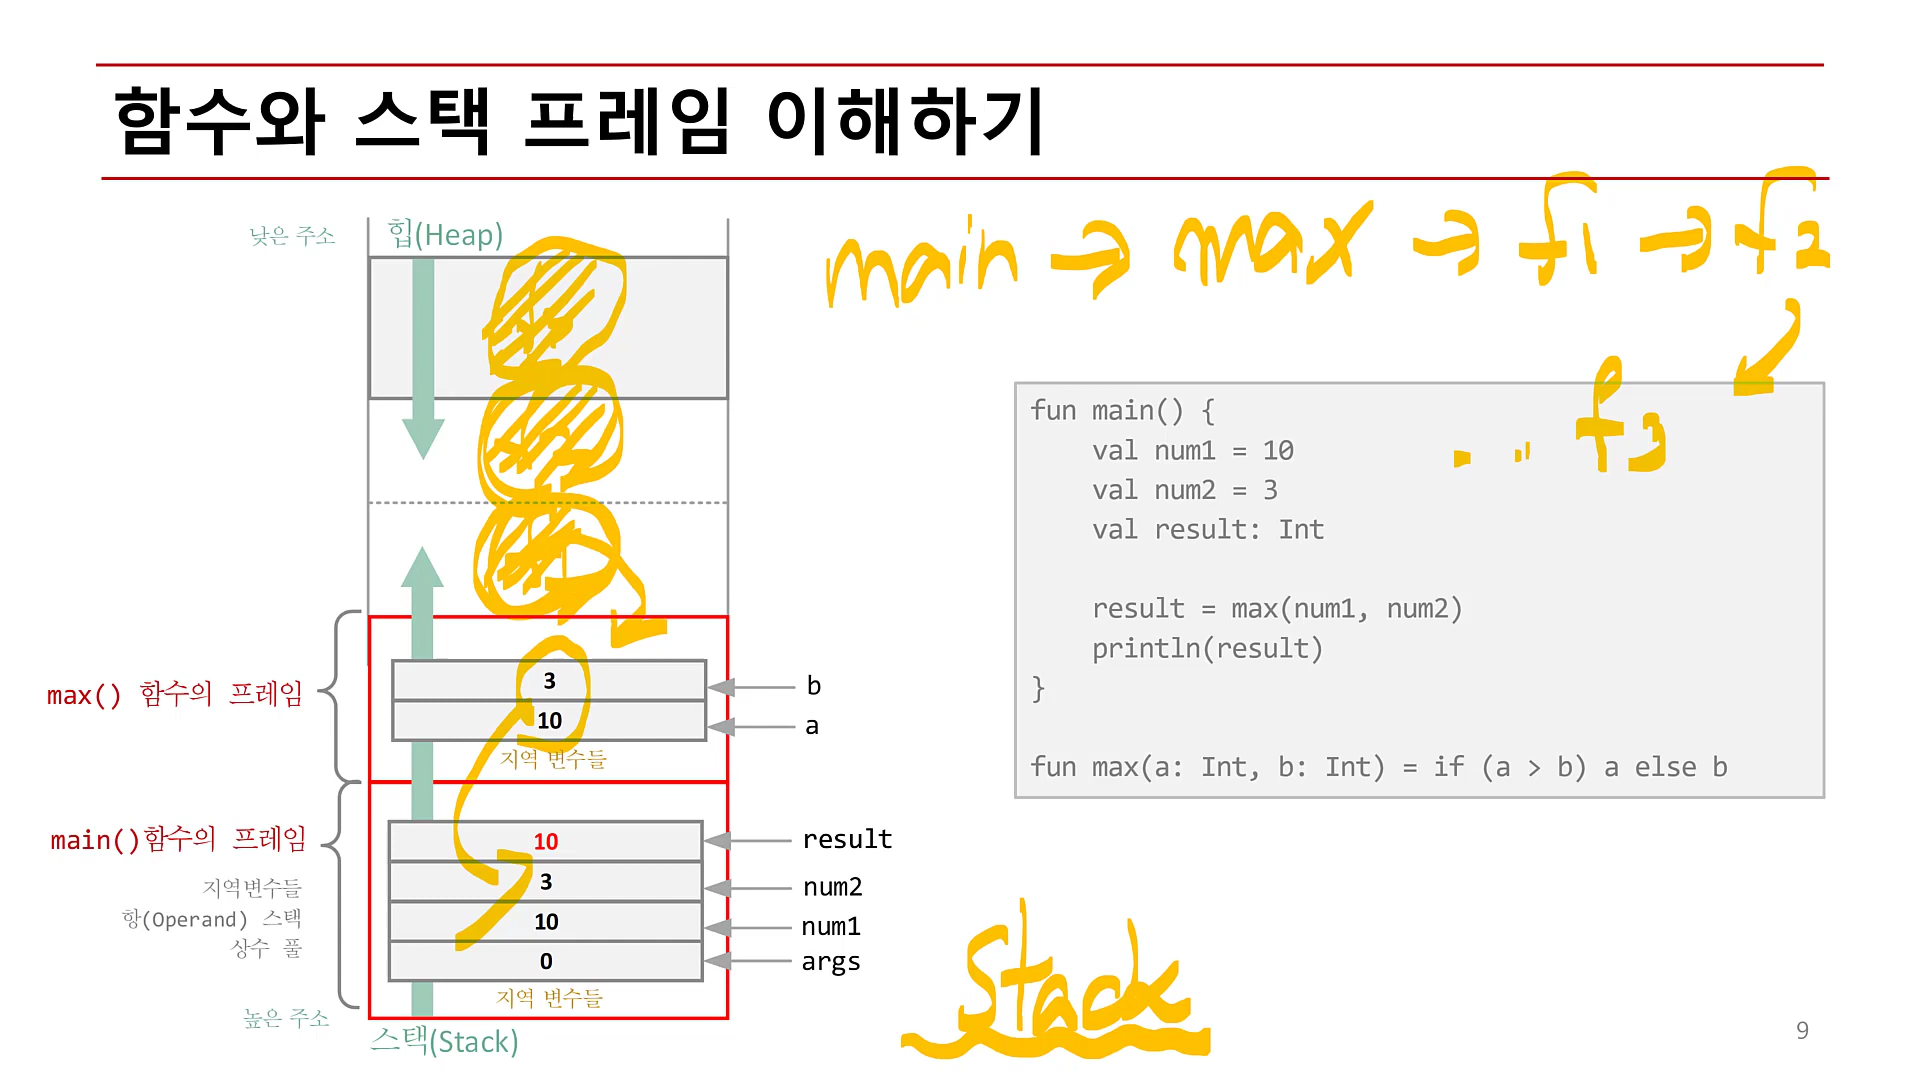 함수와 스택 프레임 이해하기
낮은 주소
힙(Heap)
main → max → f1 → f2
f3
fun main() {
    val num1 = 10
    val num2 = 3
    val result: Int

    result = max(num1, num2)
    println(result)
}

fun max(a: Int, b: Int) = if (a > b) a else b
max() 함수의 프레임
3
b
10
a
지역 변수들
main()함수의 프레임
지역변수들
항(Operand) 스택
상수 풀
10
result
3
num2
10
num1
0
args
지역 변수들
높은 주소
스택(Stack)
Stack
9